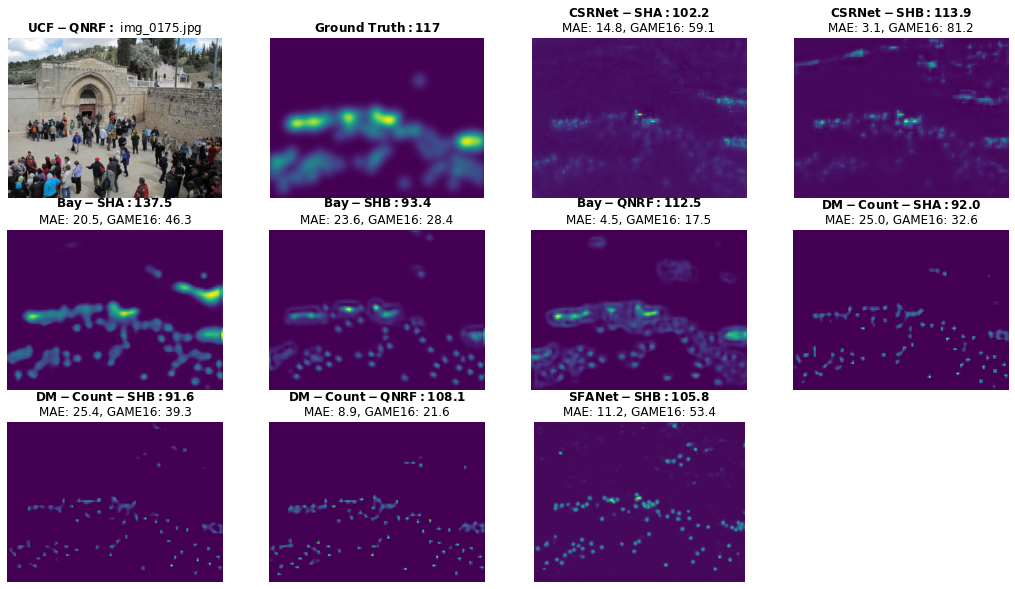 UCF − QNRF : img_0175.jpg
Ground Truth : 117
CSRNet − SHA : 102.2
MAE: 14.8, GAME16: 59.1
CSRNet − SHB : 113.9
MAE: 3.1, GAME16: 81.2
Bay − SHA : 137.5
MAE: 20.5, GAME16: 46.3
Bay − SHB : 93.4
MAE: 23.6, GAME16: 28.4
Bay − QNRF : 112.5
MAE: 4.5, GAME16: 17.5
DM − Count − SHA : 92.0
MAE: 25.0, GAME16: 32.6
DM − Count − SHB : 91.6
MAE: 25.4, GAME16: 39.3
DM − Count − QNRF : 108.1
MAE: 8.9, GAME16: 21.6
SFANet − SHB : 105.8
MAE: 11.2, GAME16: 53.4